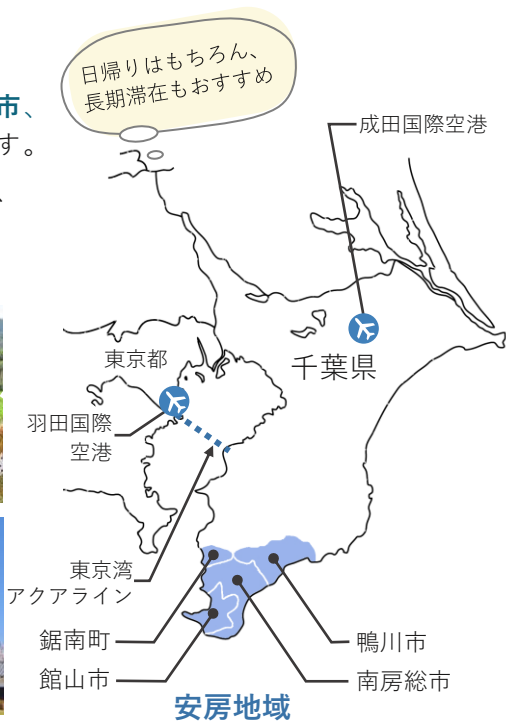 日帰りはもちろん、
長期滞在もおすすめ
市、
す。
、
成田国際空港
千葉県
東京都
羽田国際
空港
東京湾
アクアライン
鋸南町
館山市
鴨川市
南房総市
安房地域